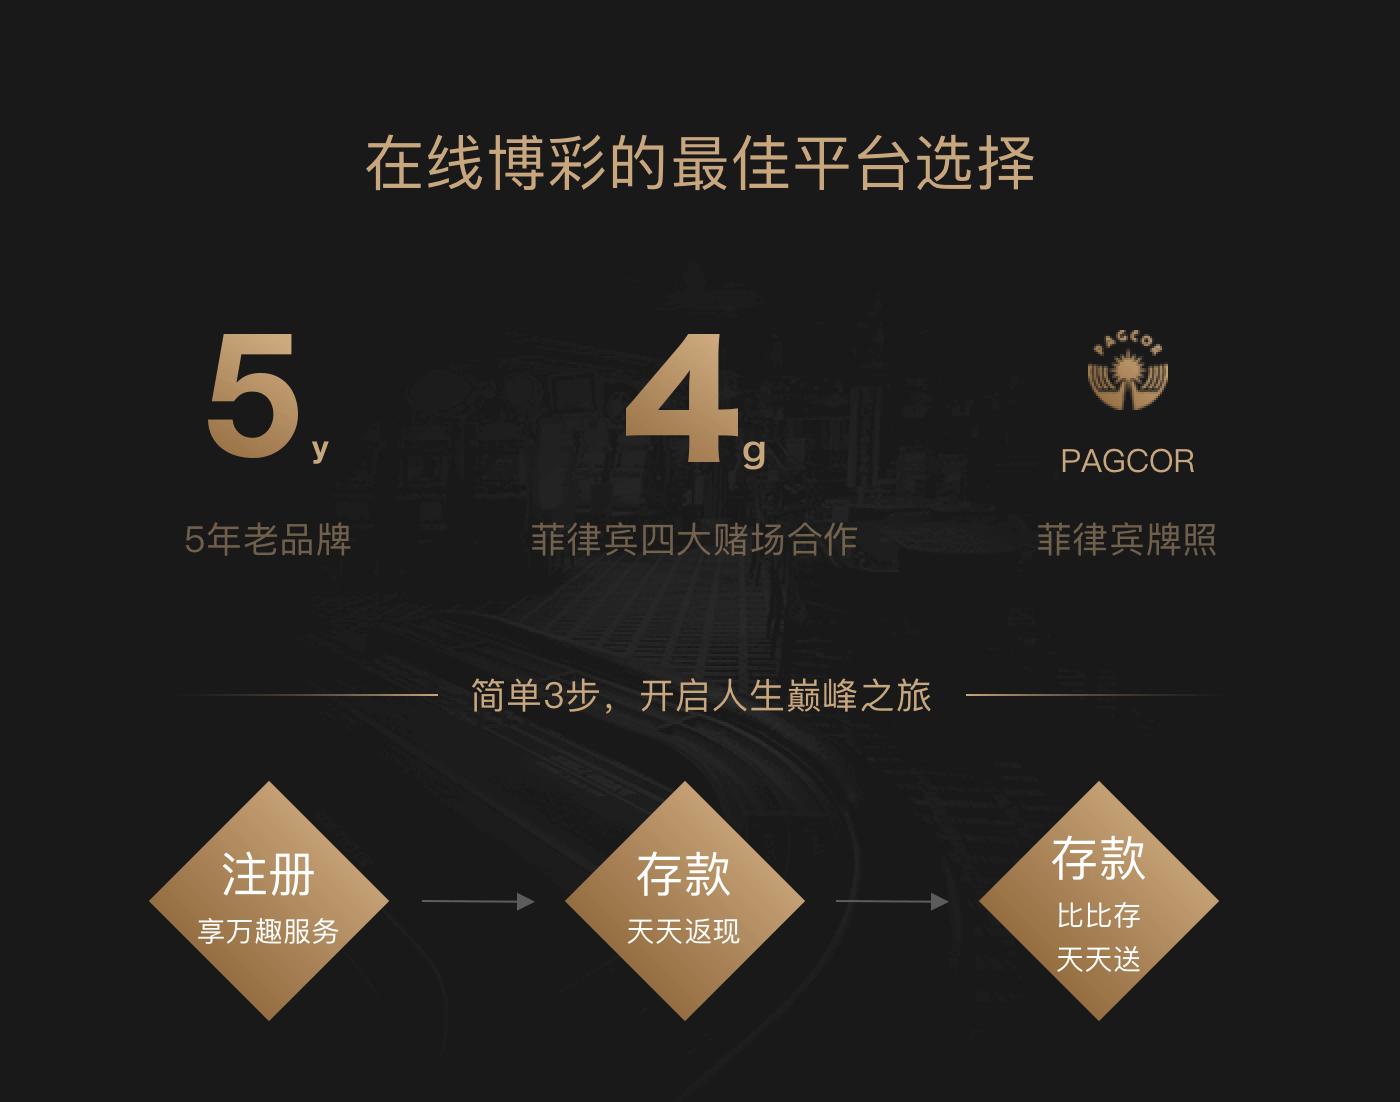 在线博彩的最佳平台选择
5y
4g
PAGCOR
PAGCOR
5年老品牌
菲律宾四大赌场合作
菲律宾牌照
简单3步，开启人生巅峰之旅
注册
享万趣服务
存款
天天返现
存款
比比存
天天送